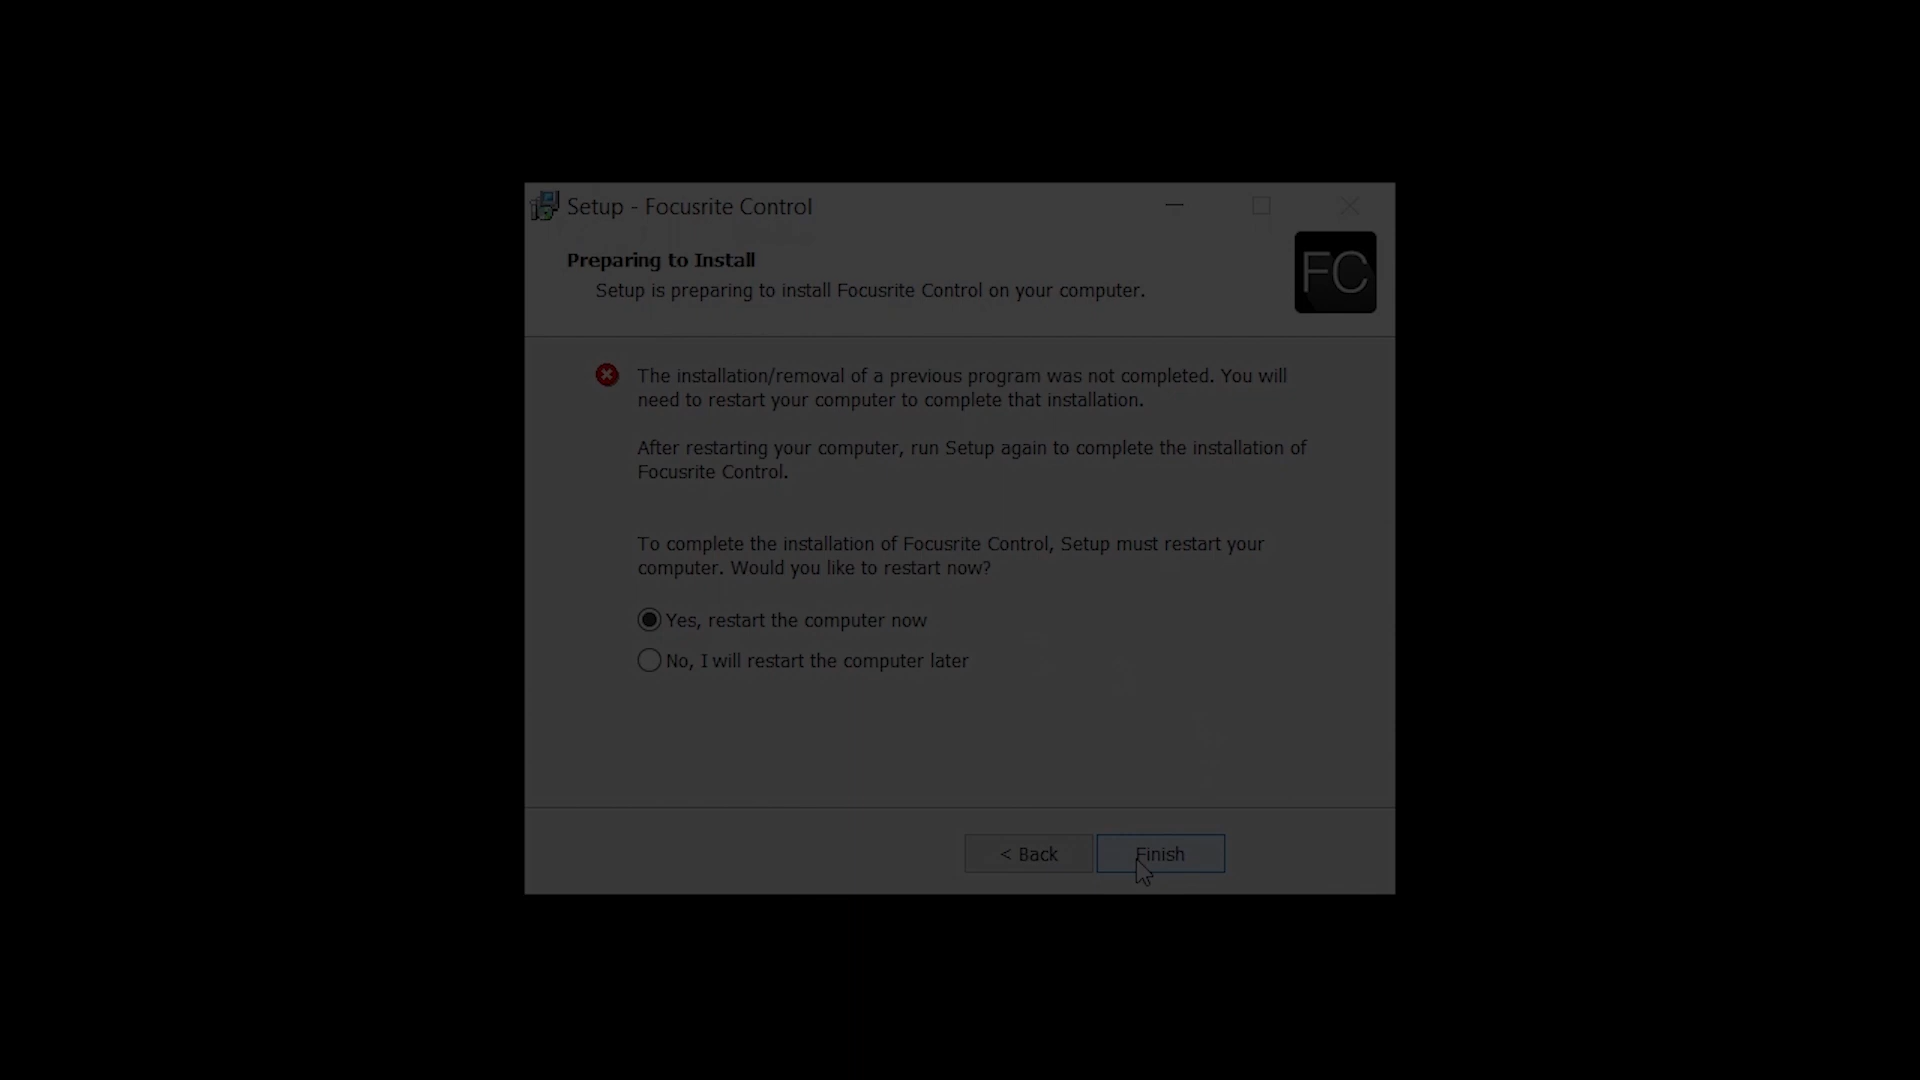 Setup - Focusrite Control
Preparing to Install
Setup is preparing to install Focusrite Control on your computer.
FC
The installation/removal of a previous program was not completed. You will
need to restart your computer to complete that installation.
After restarting your computer, run Setup again to complete the installation of
Focusrite Control.
To complete the installation of Focusrite Control, Setup must restart your
computer. Would you like to restart now?
Yes, restart the computer now
No, I will restart the computer later
< Back
Finish